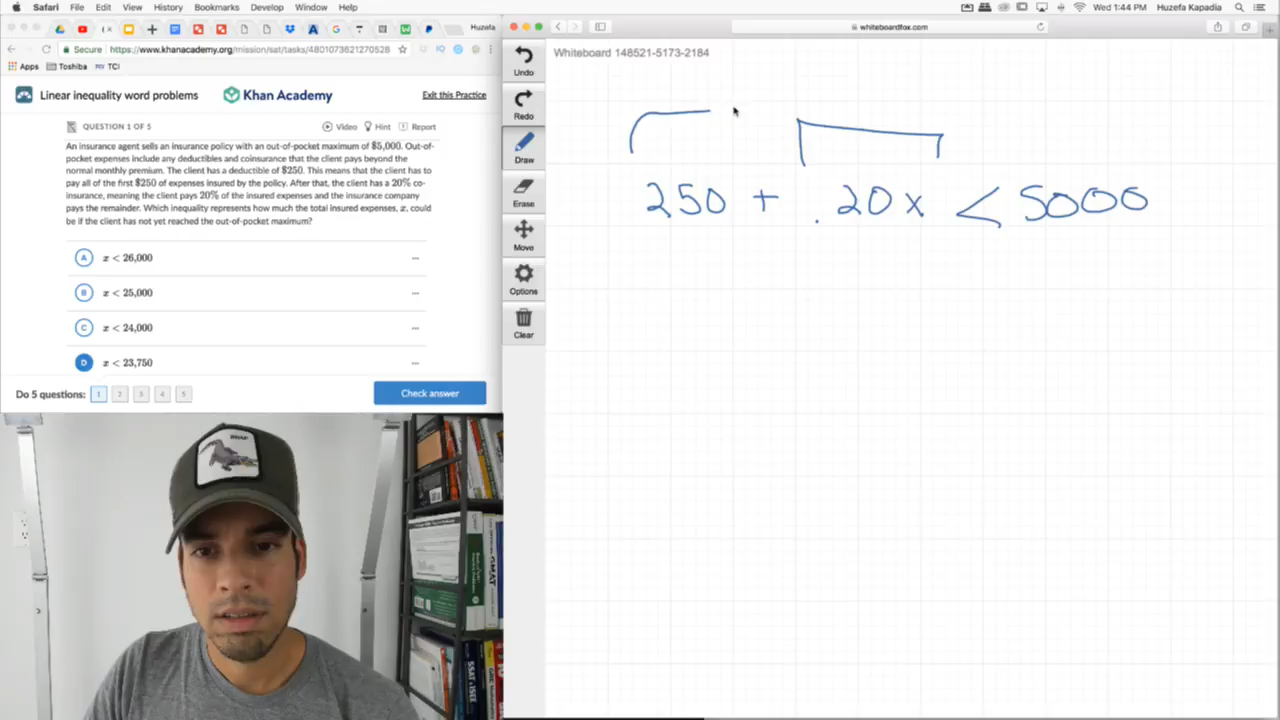 Safari File Edit View History Bookmarks Develop Window Help
Wed 1:44 PM Huzefa Kapadia
Huzefa
Secure https://www.khanacademy.org/mission/sat/tasks/4801073621270528
Apps Toshiba TCI
Linear inequality word problems Khan Academy Exit this Practice
QUESTION 1 OF 5 Video Hint Report
An insurance agent sells an insurance policy with an out-of-pocket maximum of $5,000. Out-of-
pocket expenses include any deductibles and coinsurance that the client pays beyond the
normal monthly premium. The client has a deductible of $250. This means that the client has to
pay all of the first $250 of expenses insured by the policy. After that, the client has a 20% co-
insurance, meaning the client pays 20% of the insured expenses and the insurance company
pays the remainder. Which inequality represents how much the total insured expenses, x, could
be if the client has not yet reached the out-of-pocket maximum?
A x < 26,000
B x < 25,000
C x < 24,000
D x < 23,750
Do 5 questions: 1 2 3 4 5 Check answer
whiteboardfox.com
Whiteboard 148521-5173-2184
Undo
Redo
Draw
Erase
Move
Options
Clear
250 + .20x < 5000
GMAT
SSAT & ISEE